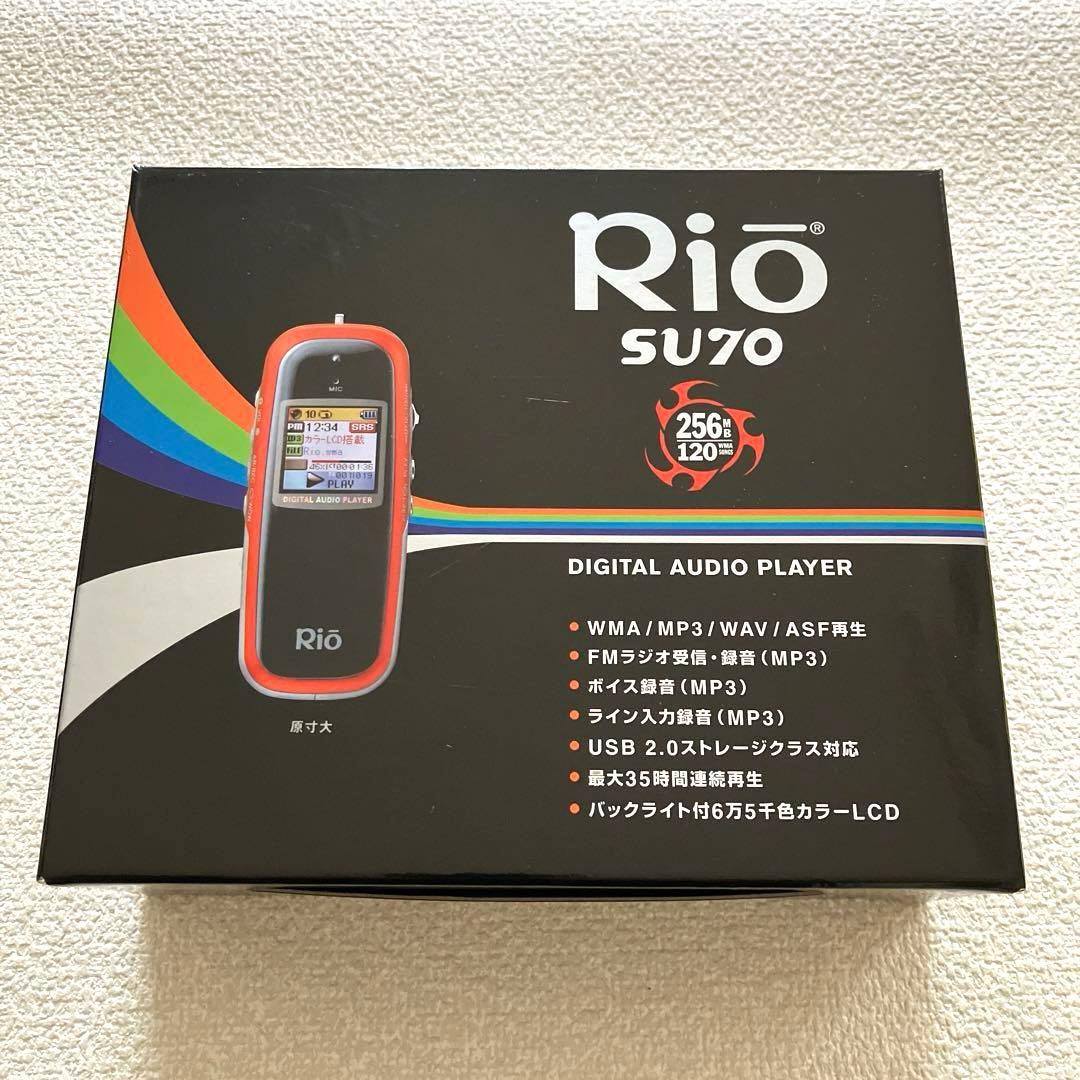 Riō®
SU70
256MB
120 WMA SONGS
MIC
10
PM 12:34 SRS
カラーLCD搭載
Rio.wma
PLAY
DIGITAL AUDIO PLAYER
Riō
原寸大
DIGITAL AUDIO PLAYER
● WMA/MP3/WAV/ASF再生
● FMラジオ受信・録音(MP3)
● ボイス録音(MP3)
● ライン入力録音(MP3)
● USB 2.0ストレージクラス対応
● 最大35時間連続再生
● バックライト付6万5千色カラーLCD